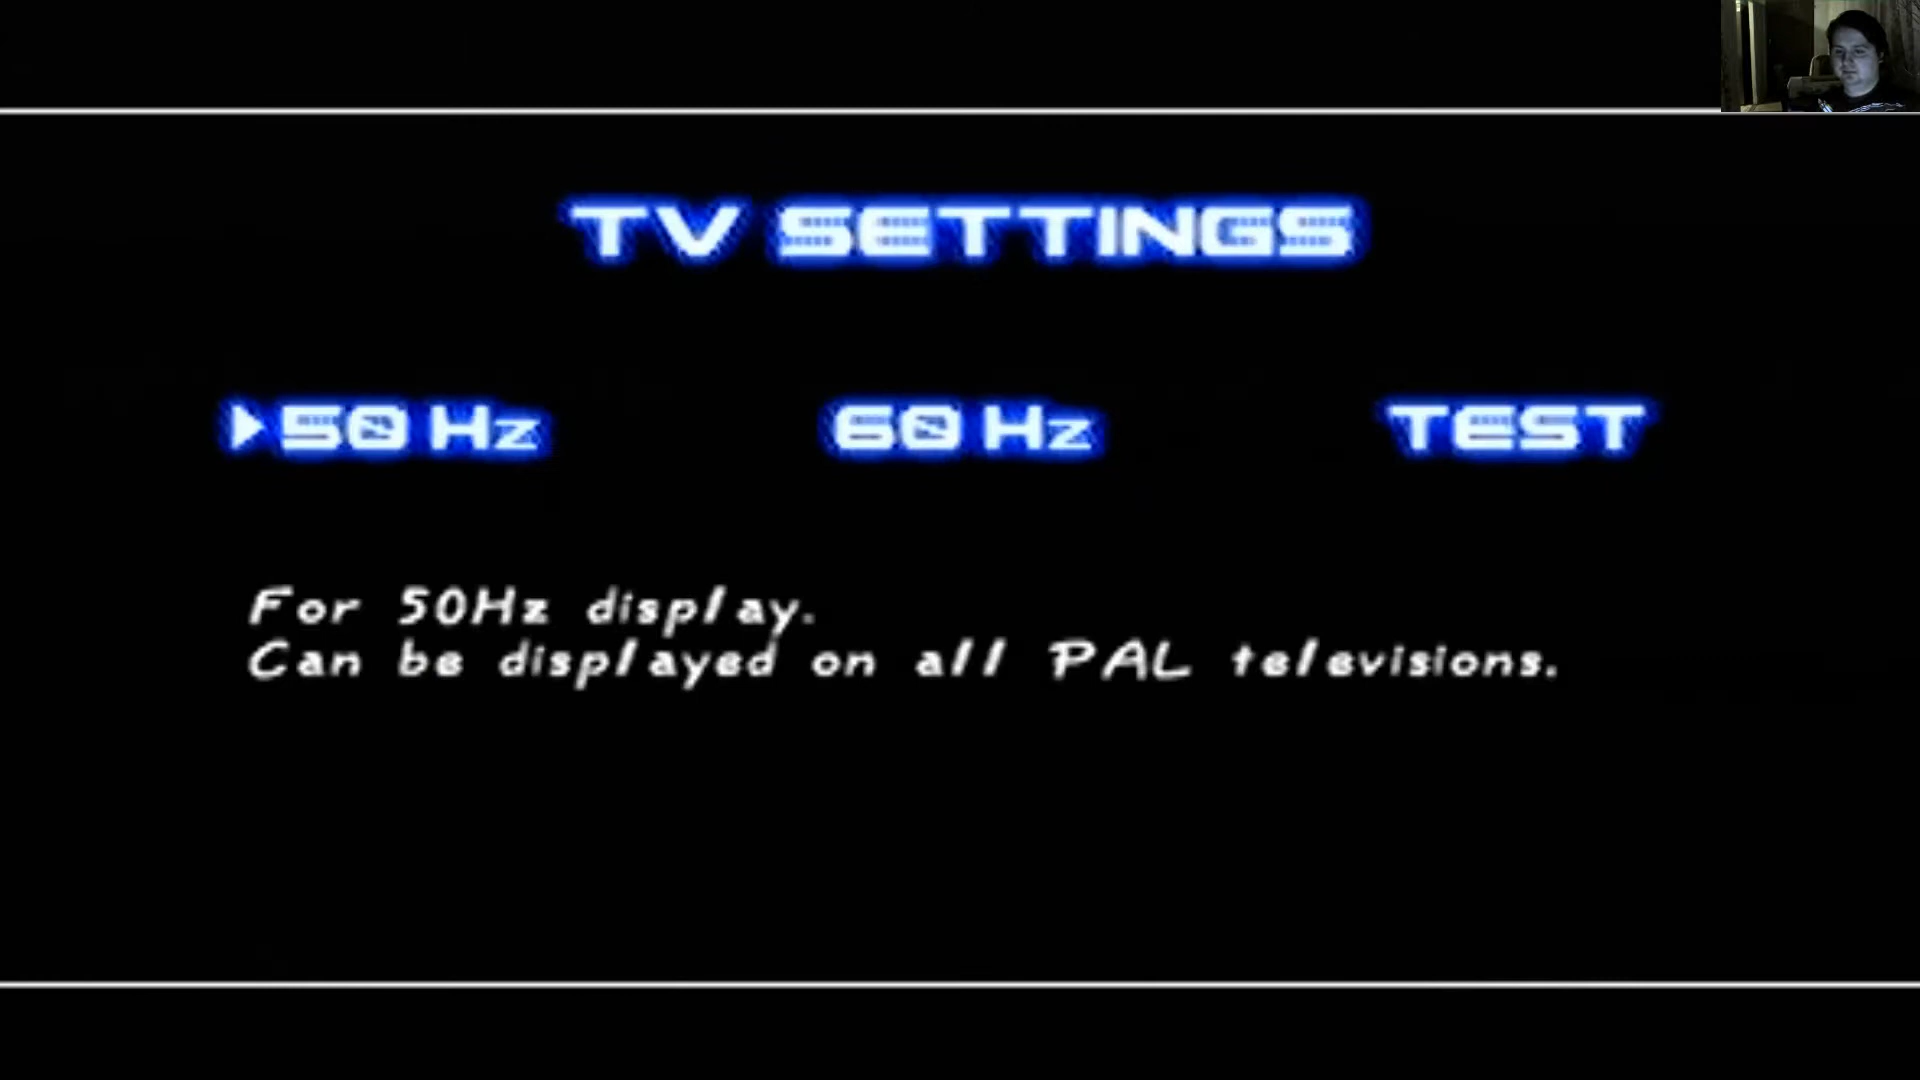 TV SETTINGS
50 Hz 60 Hz TEST
For 50Hz display.
Can be displayed on all PAL televisions.